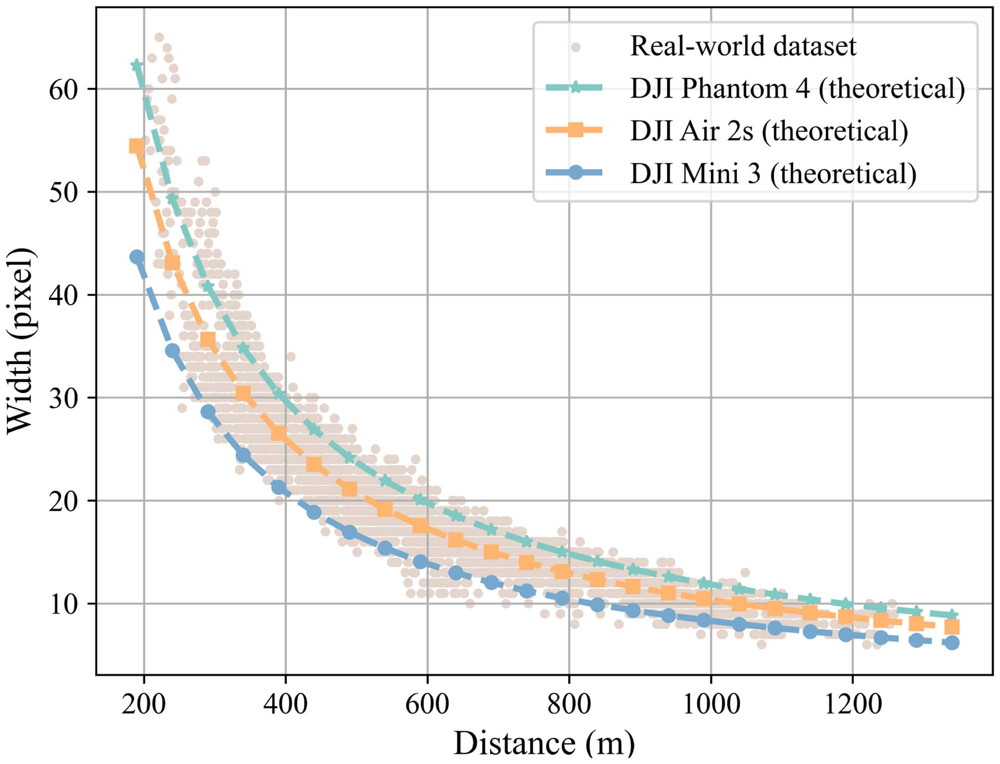 Real-world dataset
DJI Phantom 4 (theoretical)
DJI Air 2s (theoretical)
DJI Mini 3 (theoretical)
60
50
40
30
20
10
Width (pixel)
200 400 600 800 1000 1200
Distance (m)